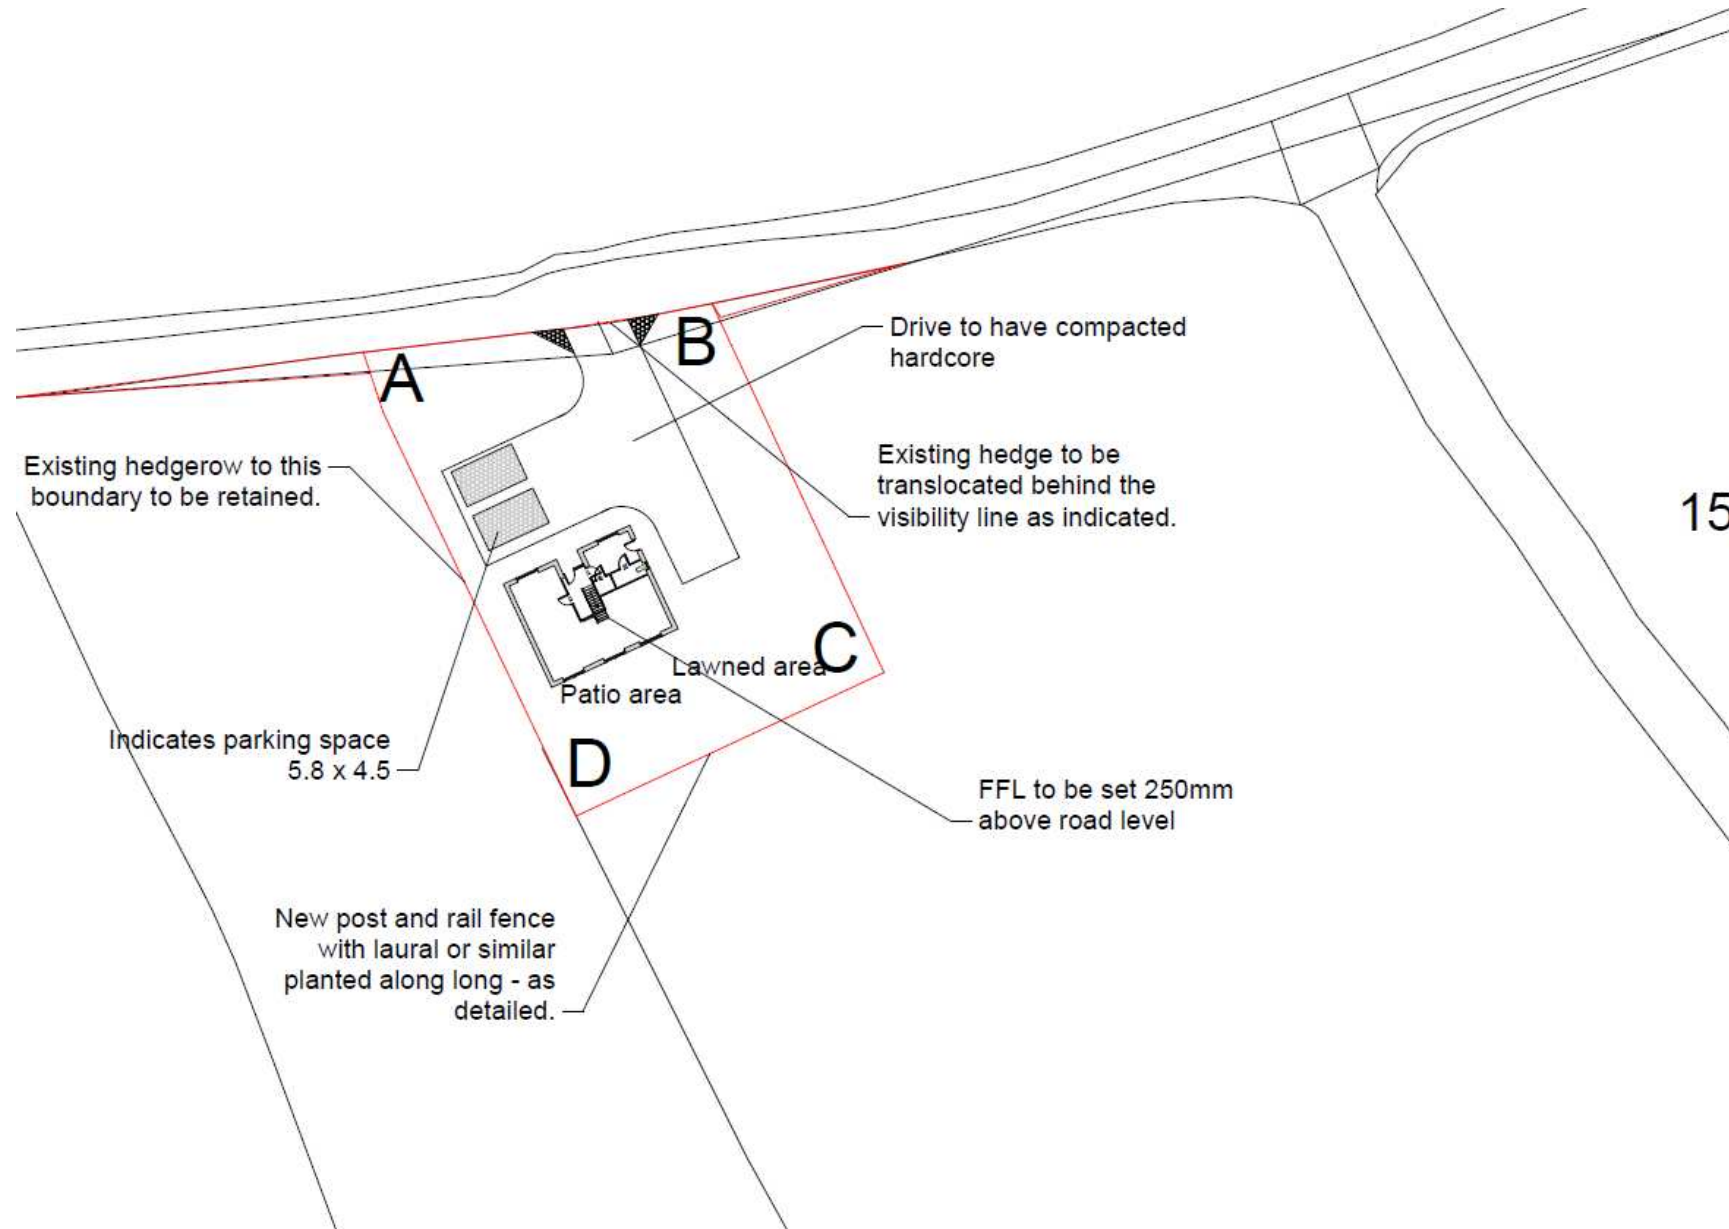 A
B
Drive to have compacted
hardcore
Existing hedgerow to this
boundary to be retained.
Existing hedge to be
translocated behind the
visibility line as indicated.
15
C
Lawned area
Patio area
Indicates parking space
5.8 x 4.5
D
FFL to be set 250mm
above road level
New post and rail fence
with laural or similar
planted along long - as
detailed.